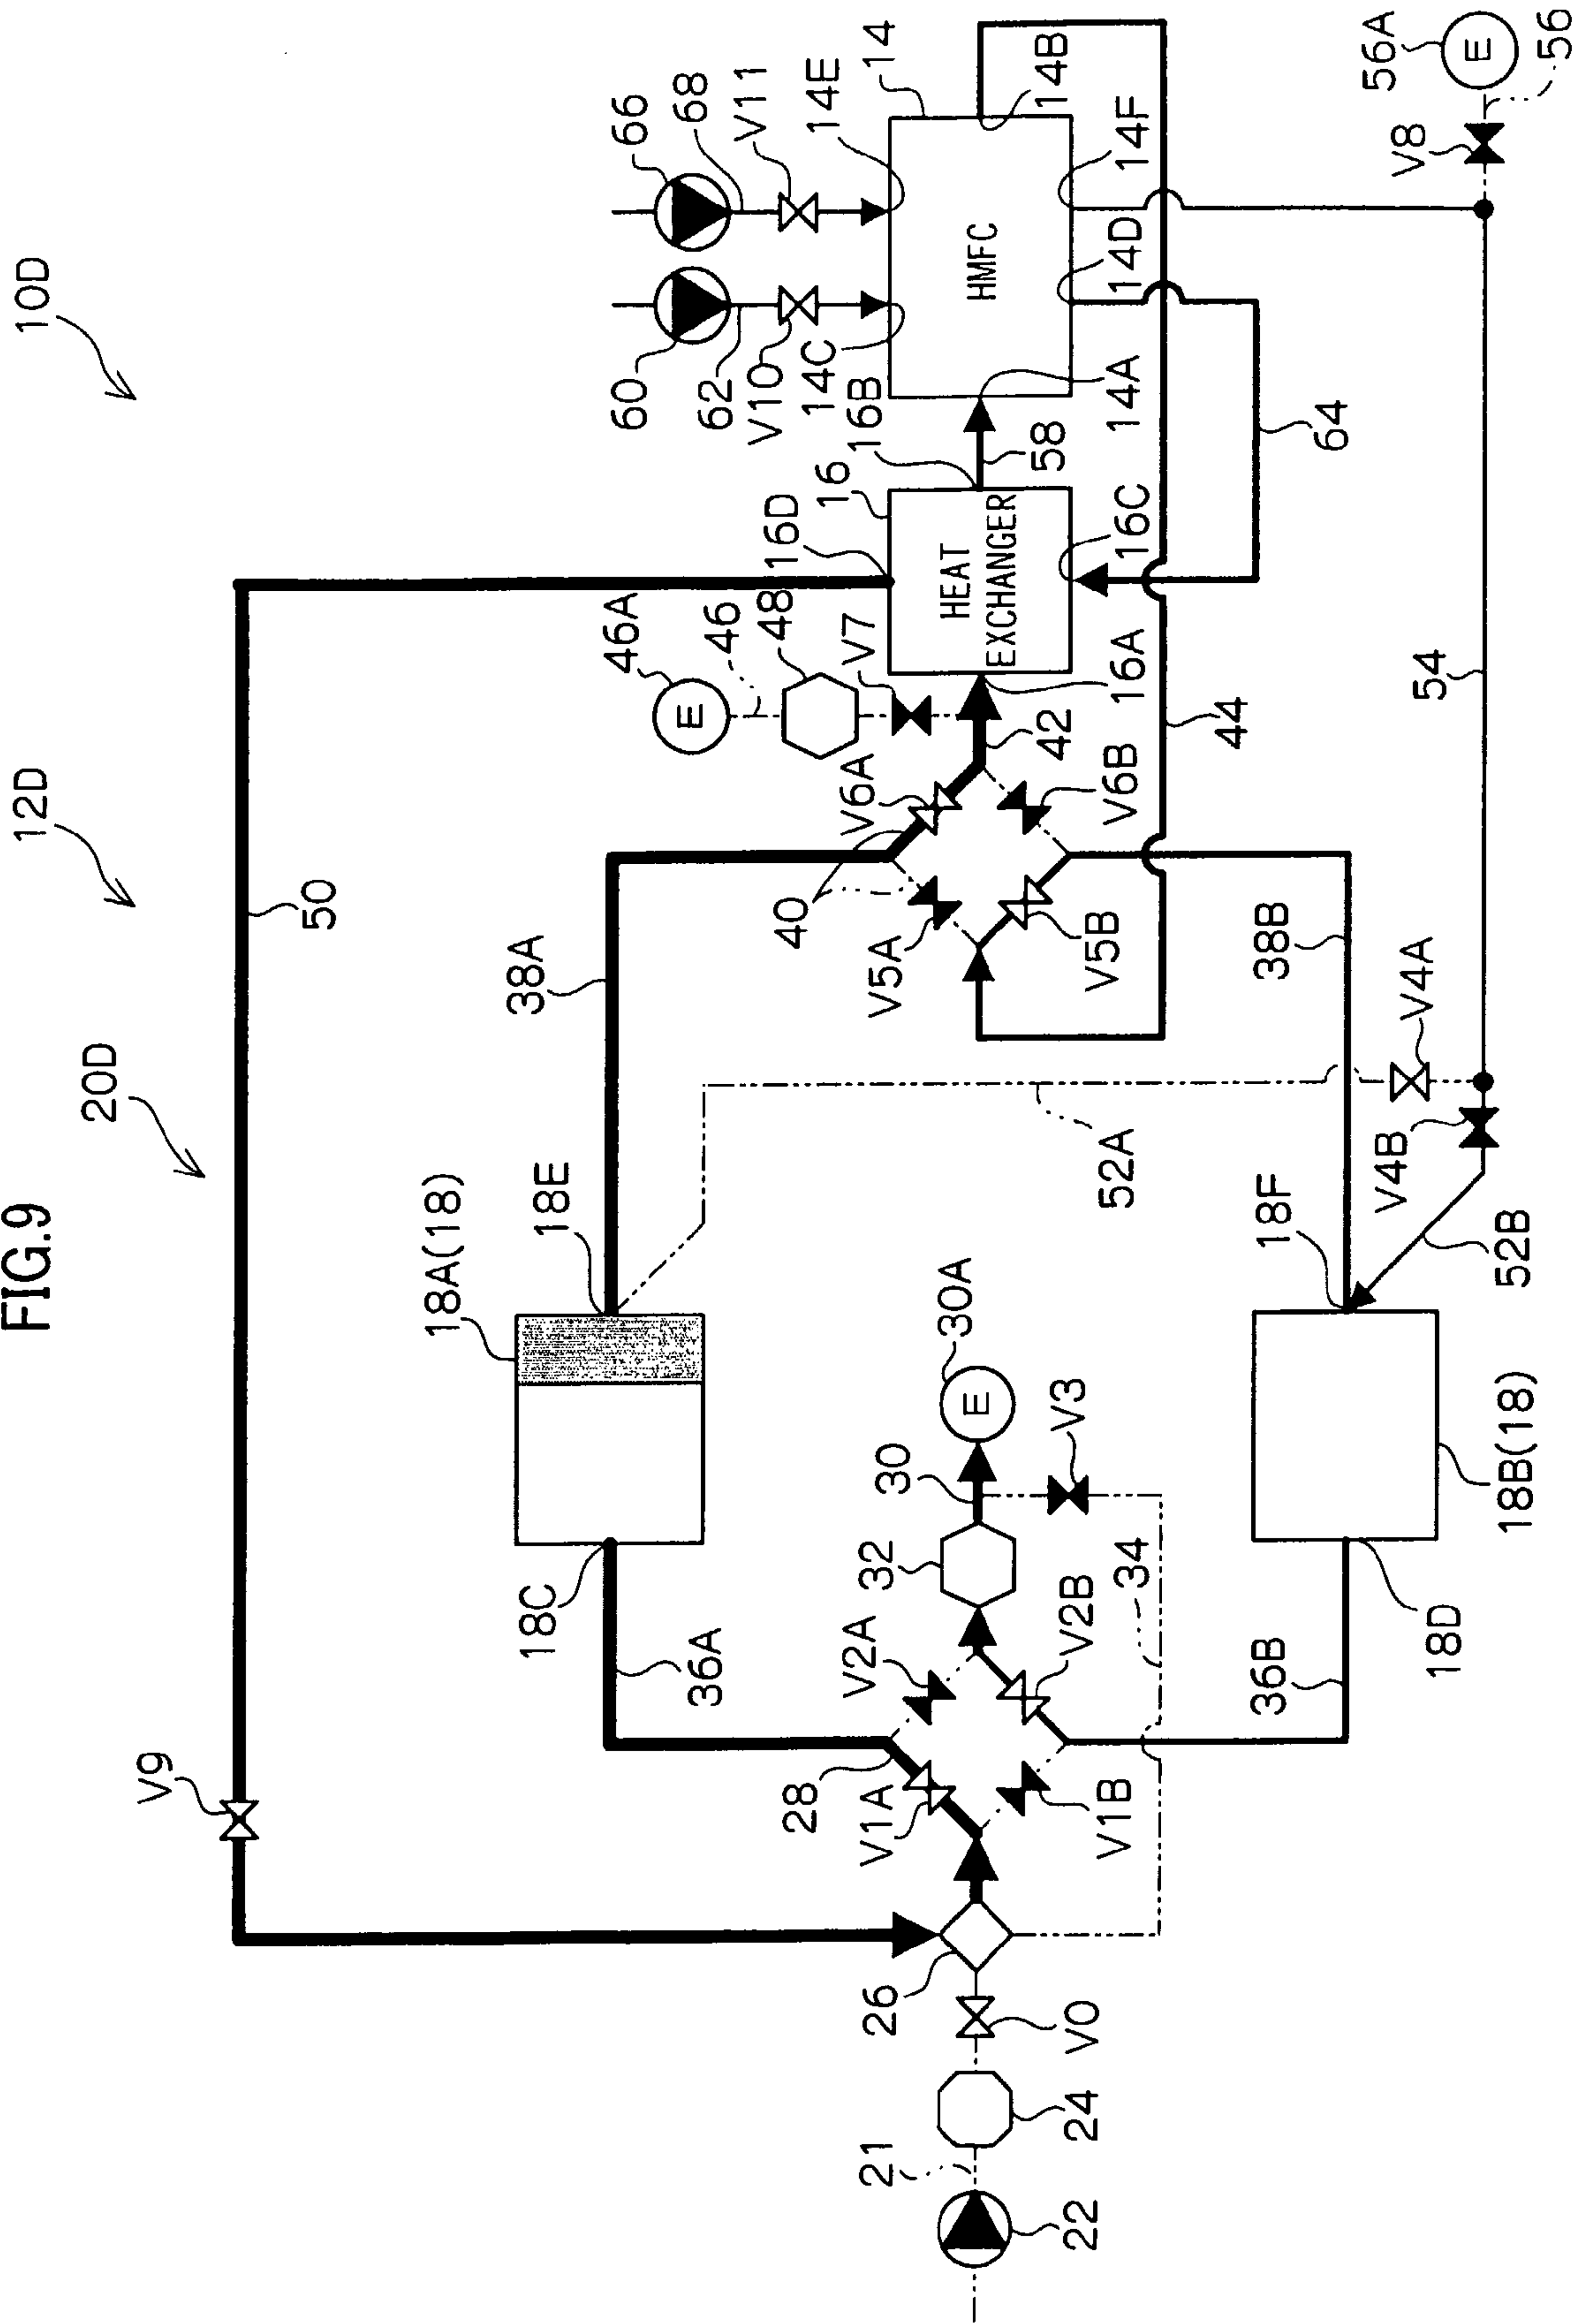 FIG.9
10D
12D
20D
V9
50
60
66
62
68
V10
V11
14C
14E
14
HMFC
14B
14F
14D
14A
56A
E
56
V8
16B
16
16D
HEAT
EXCHANGER
16C
16A
58
64
46A
E
46
48
V7
42
V6A
V6B
40
V5A
V5B
44
54
38A
38B
V4A
V4B
52A
52B
18A(18)
18E
18C
36A
18F
18B(18)
18D
36B
30A
E
30
V3
32
34
V2A
V2B
28
V1A
V1B
26
V0
24
21
22